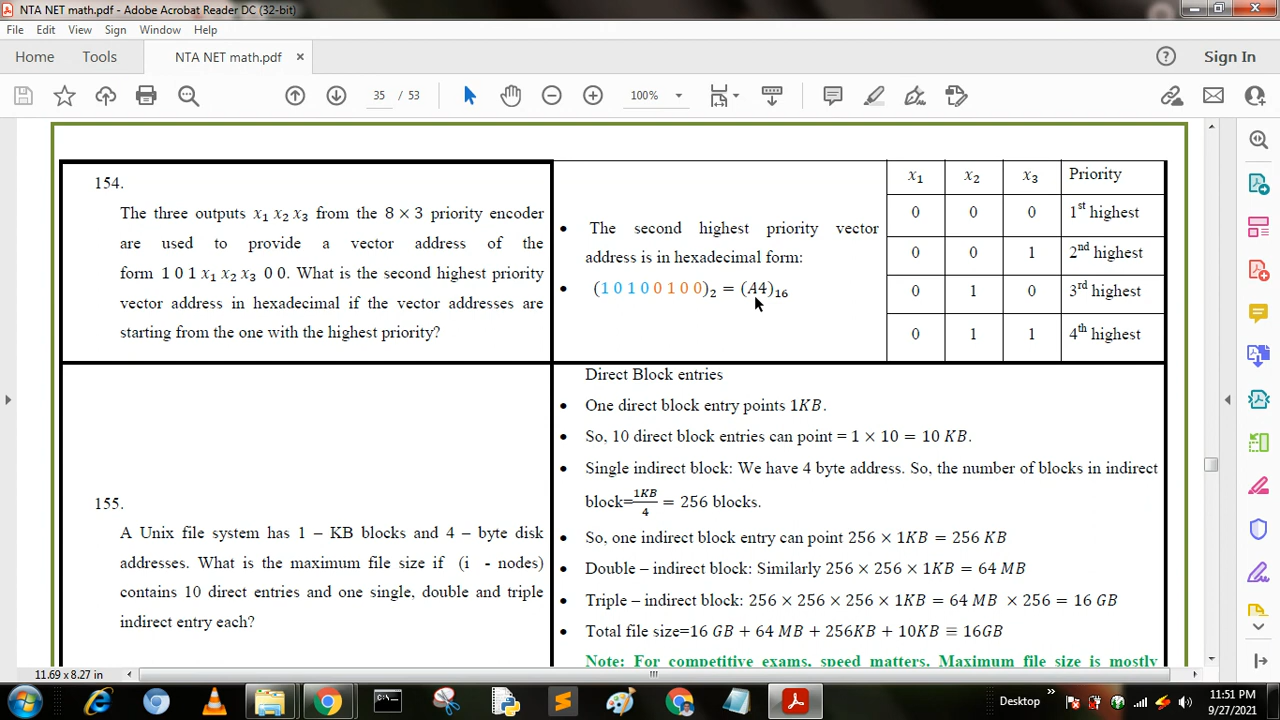 NTA NET math.pdf - Adobe Acrobat Reader DC (32-bit)
File Edit View Sign Window Help
Home Tools NTA NET math.pdf × Sign In
35 / 53 100%
154.
The three outputs x₁ x₂ x₃ from the 8 × 3 priority encoder
are used to provide a vector address of the
form 1 0 1 x₁ x₂ x₃ 0 0. What is the second highest priority
vector address in hexadecimal if the vector addresses are
starting from the one with the highest priority?
• The second highest priority vector
address is in hexadecimal form:
• (1 0 1 0 0 1 0 0)₂ = (A4)₁₆
x₁ x₂ x₃ Priority
0 0 0 1st highest
0 0 1 2nd highest
0 1 0 3rd highest
0 1 1 4th highest
155.
A Unix file system has 1 – KB blocks and 4 – byte disk
addresses. What is the maximum file size if (i - nodes)
contains 10 direct entries and one single, double and triple
indirect entry each?
Direct Block entries
• One direct block entry points 1KB.
• So, 10 direct block entries can point = 1 × 10 = 10 KB.
• Single indirect block: We have 4 byte address. So, the number of blocks in indirect
block=1KB/4 = 256 blocks.
• So, one indirect block entry can point 256 × 1KB = 256 KB
• Double – indirect block: Similarly 256 × 256 × 1KB = 64 MB
• Triple – indirect block: 256 × 256 × 256 × 1KB = 64 MB × 256 = 16 GB
• Total file size=16 GB + 64 MB + 256KB + 10KB ≡ 16GB
Note: For competitive exams, speed matters. Maximum file size is mostly
11.69 x 8.27 in
Desktop » 11:51 PM
9/27/2021